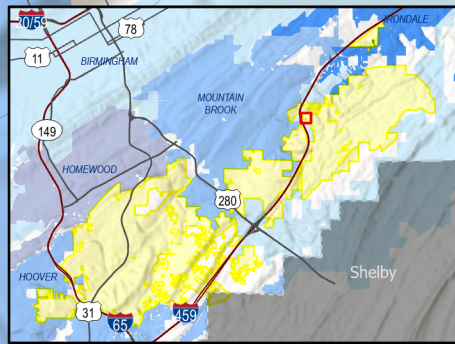 20/59
IRONDALE
78
11
BIRMINGHAM
MOUNTAIN
BROOK
149
HOMEWOOD
280
HOOVER
Shelby
31
65
459